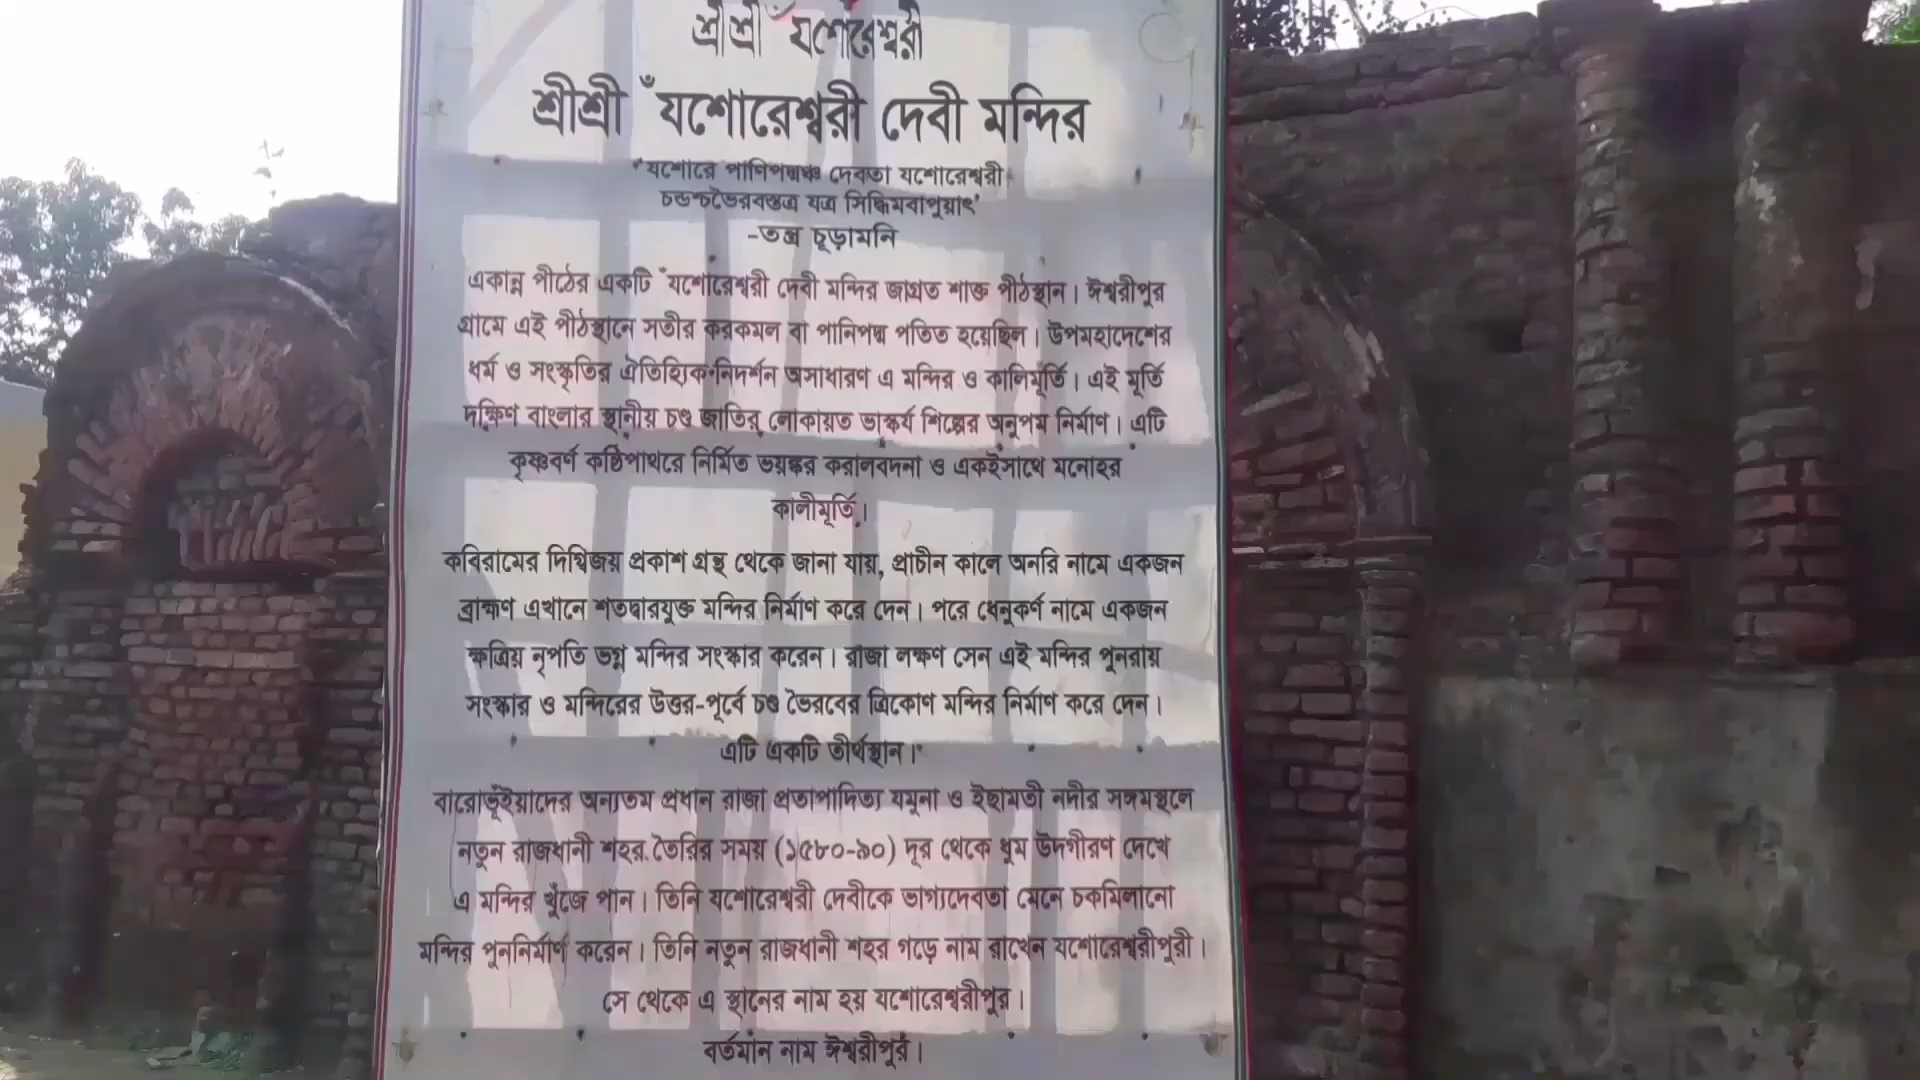 শ্রীশ্রী ঁযশোরেশ্বরী
শ্রীশ্রী ঁযশোরেশ্বরী দেবী মন্দির
'যশোরে পাণিপদ্মঞ্চ দেবতা যশোরেশ্বরী
চন্ডশ্চভৈরবস্তত্র যত্র সিদ্ধিমবাপুয়াৎ'
-তন্ত্র চূড়ামনি
একান্ন পীঠের একটি ঁযশোরেশ্বরী দেবী মন্দির জাগ্রত শাক্ত পীঠস্থান। ঈশ্বরীপুর
গ্রামে এই পীঠস্থানে সতীর করকমল বা পানিপদ্ম পতিত হয়েছিল। উপমহাদেশের
ধর্ম ও সংস্কৃতির ঐতিহ্যিক নিদর্শন অসাধারণ এ মন্দির ও কালিমূর্তি। এই মূর্তি
দক্ষিণ বাংলার স্থানীয় চণ্ড জাতির লোকায়ত ভাস্কর্য শিল্পের অনুপম নির্মাণ। এটি
কৃষ্ণবর্ণ কষ্ঠিপাথরে নির্মিত ভয়ঙ্কর করালবদনা ও একইসাথে মনোহর
কালীমূর্তি।
কবিরামের দিগ্বিজয় প্রকাশ গ্রন্থ থেকে জানা যায়, প্রাচীন কালে অনরি নামে একজন
ব্রাহ্মণ এখানে শতদ্বারযুক্ত মন্দির নির্মাণ করে দেন। পরে ধেনুকর্ণ নামে একজন
ক্ষত্রিয় নৃপতি ভগ্ন মন্দির সংস্কার করেন। রাজা লক্ষণ সেন এই মন্দির পুনরায়
সংস্কার ও মন্দিরের উত্তর-পূর্বে চণ্ড ভৈরবের ত্রিকোণ মন্দির নির্মাণ করে দেন।
এটি একটি তীর্থস্থান।
বারোভূঁইয়াদের অন্যতম প্রধান রাজা প্রতাপাদিত্য যমুনা ও ইছামতী নদীর সঙ্গমস্থলে
নতুন রাজধানী শহর তৈরির সময় (১৫৮০-৯০) দূর থেকে ধুম উদগীরণ দেখে
এ মন্দির খুঁজে পান। তিনি যশোরেশ্বরী দেবীকে ভাগ্যদেবতা মেনে চকমিলানো
মন্দির পুননির্মাণ করেন। তিনি নতুন রাজধানী শহর গড়ে নাম রাখেন যশোরেশ্বরীপুরী।
সে থেকে এ স্থানের নাম হয় যশোরেশ্বরীপুর।
বর্তমান নাম ঈশ্বরীপুর।